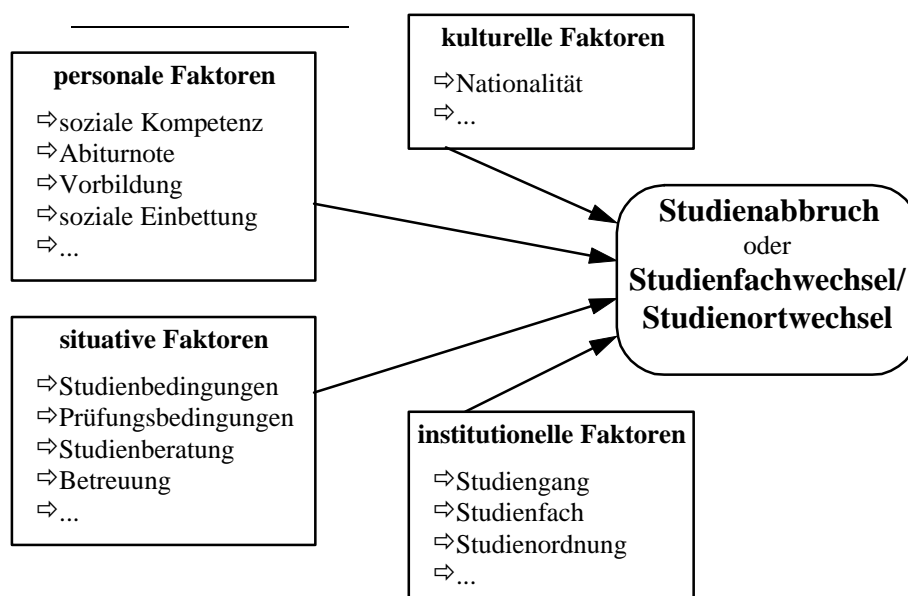 personale Faktoren
⇨soziale Kompetenz
⇨Abiturnote
⇨Vorbildung
⇨soziale Einbettung
⇨...
kulturelle Faktoren
⇨Nationalität
⇨...
situative Faktoren
⇨Studienbedingungen
⇨Prüfungsbedingungen
⇨Studienberatung
⇨Betreuung
⇨...
institutionelle Faktoren
⇨Studiengang
⇨Studienfach
⇨Studienordnung
⇨...
Studienabbruch
oder
Studienfachwechsel/
Studienortwechsel